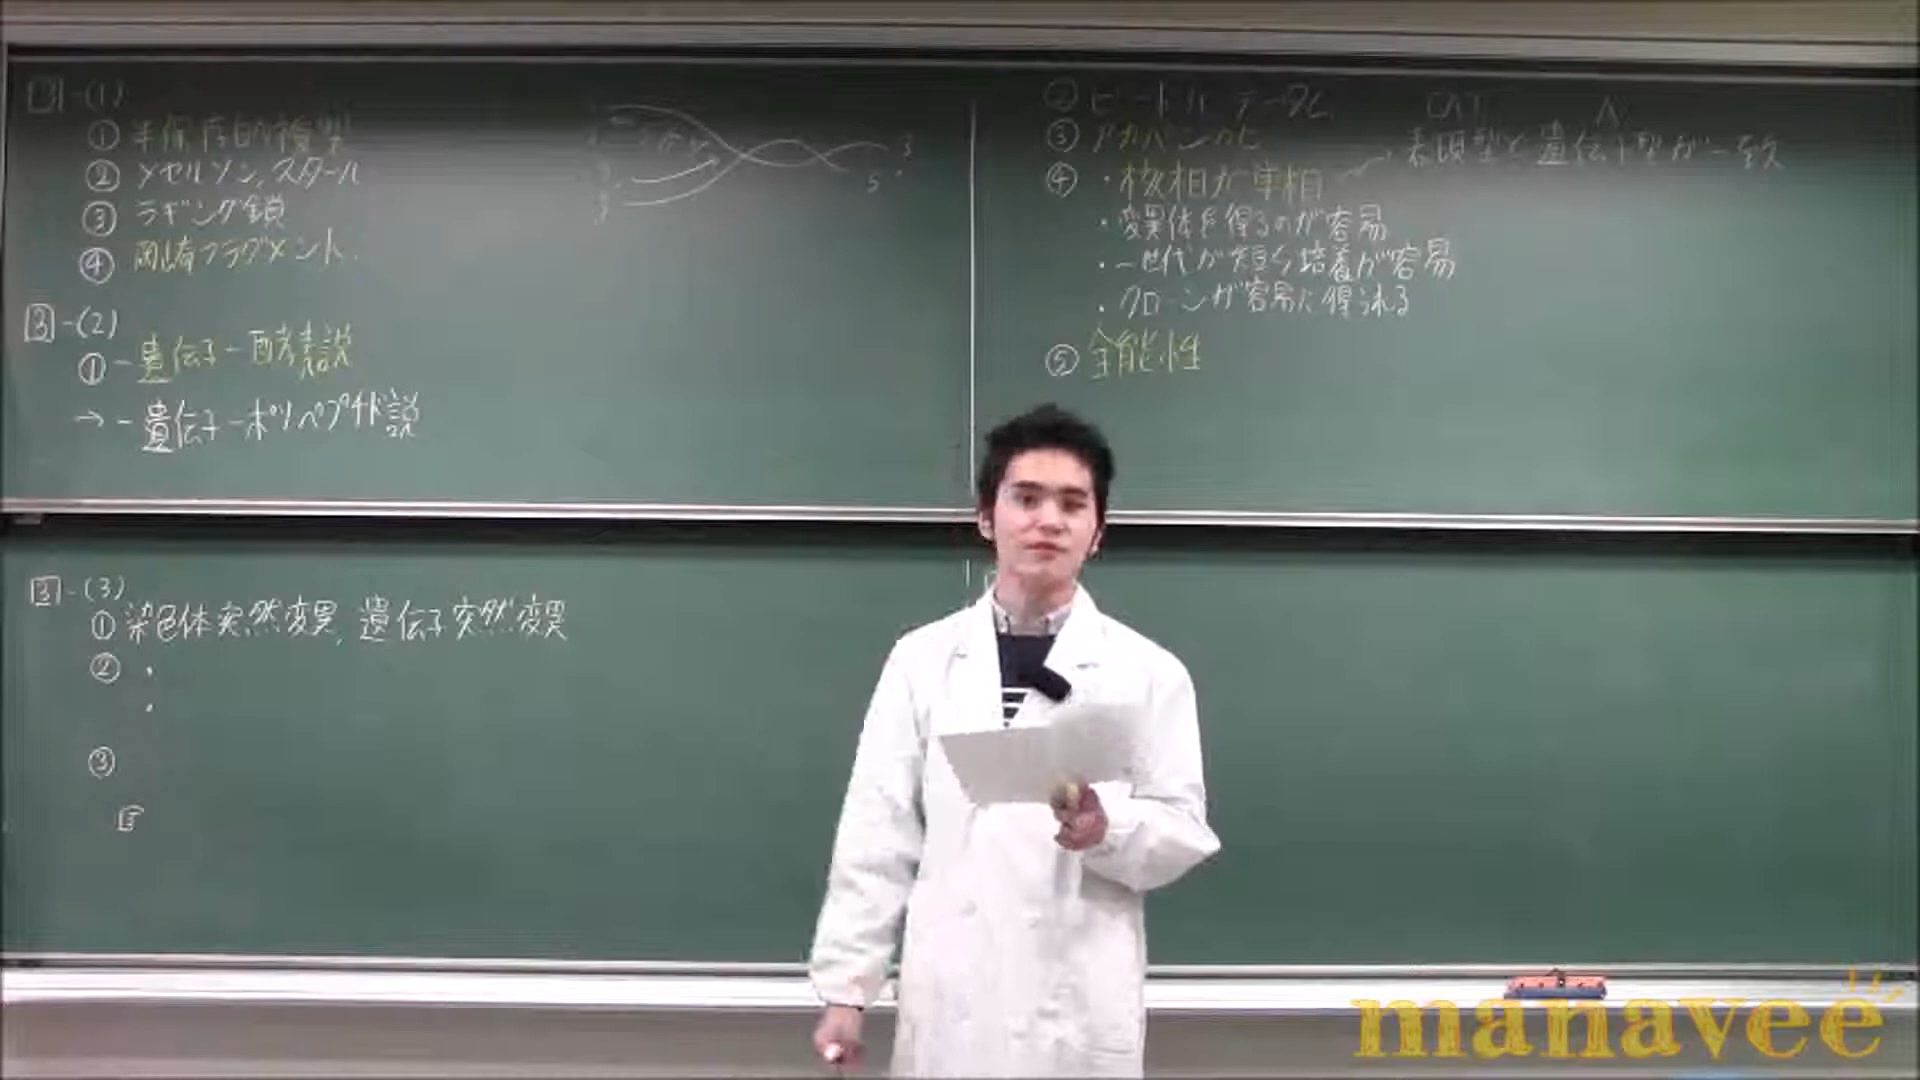 3-(1)
① 半保存的複製
② メセルソン, スタール
③ ラギング鎖
④ 岡崎フラグメント.
3
5
3-(2)
① 一遺伝子一酵素説
→ 一遺伝子一ポリペプチド説
② ビードル テータム
③ アカパンカビ
④ ・核相が単相
表現型と遺伝子型が一致
・変異体を得るのが容易
・一世代が短く培養が容易
・クローンが容易に得られる
⑤ 全能性
3-(3)
① 染色体突然変異, 遺伝子突然変異
② ・
・
③
manavee